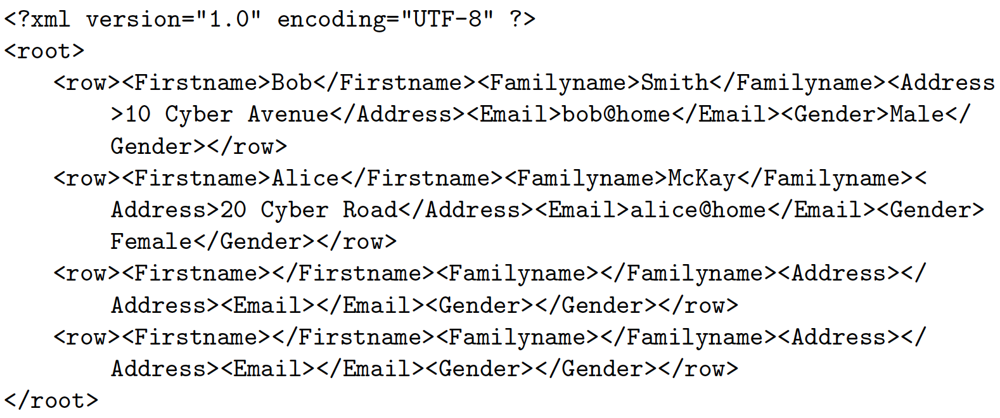 <?xml version="1.0" encoding="UTF-8" ?>
<root>
<row><Firstname>Bob</Firstname><Familyname>Smith</Familyname><Address
>10 Cyber Avenue</Address><Email>bob@home</Email><Gender>Male</
Gender></row>
<row><Firstname>Alice</Firstname><Familyname>McKay</Familyname><
Address>20 Cyber Road</Address><Email>alice@home</Email><Gender>
Female</Gender></row>
<row><Firstname></Firstname><Familyname></Familyname><Address></
Address><Email></Email><Gender></Gender></row>
<row><Firstname></Firstname><Familyname></Familyname><Address></
Address><Email></Email><Gender></Gender></row>
</root>